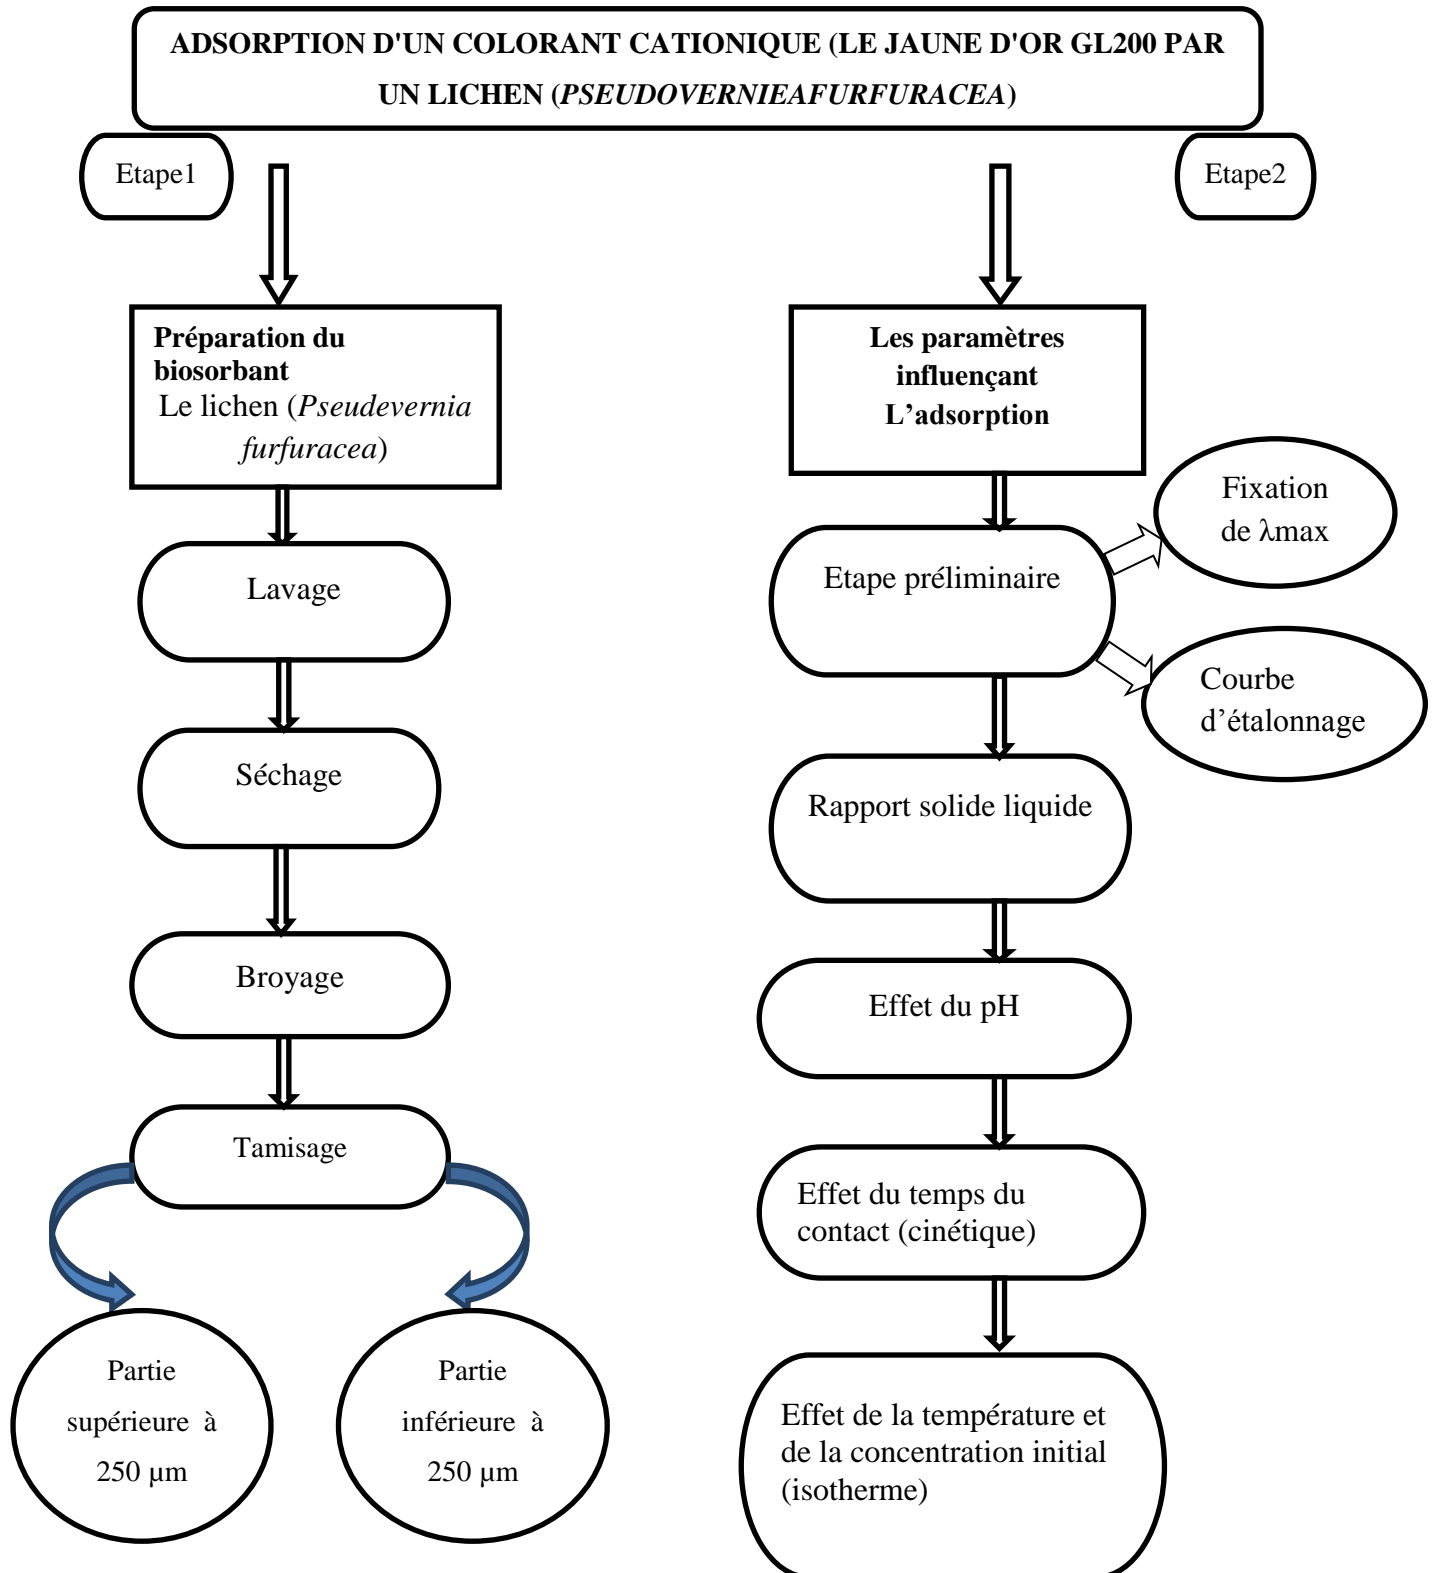 ADSORPTION D'UN COLORANT CATIONIQUE (LE JAUNE D'OR GL200 PAR
UN LICHEN (PSEUDOVERNIEAFURFURACEA)
Etape1
Etape2
Préparation du
biosorbant
Le lichen (Pseudevernia
furfuracea)
Lavage
Séchage
Broyage
Tamisage
Partie
supérieure à
250 µm
Partie
inférieure à
250 µm
Les paramètres
influençant
L’adsorption
Etape préliminaire
Fixation
de λmax
Courbe
d’étalonnage
Rapport solide liquide
Effet du pH
Effet du temps du
contact (cinétique)
Effet de la température et
de la concentration initial
(isotherme)